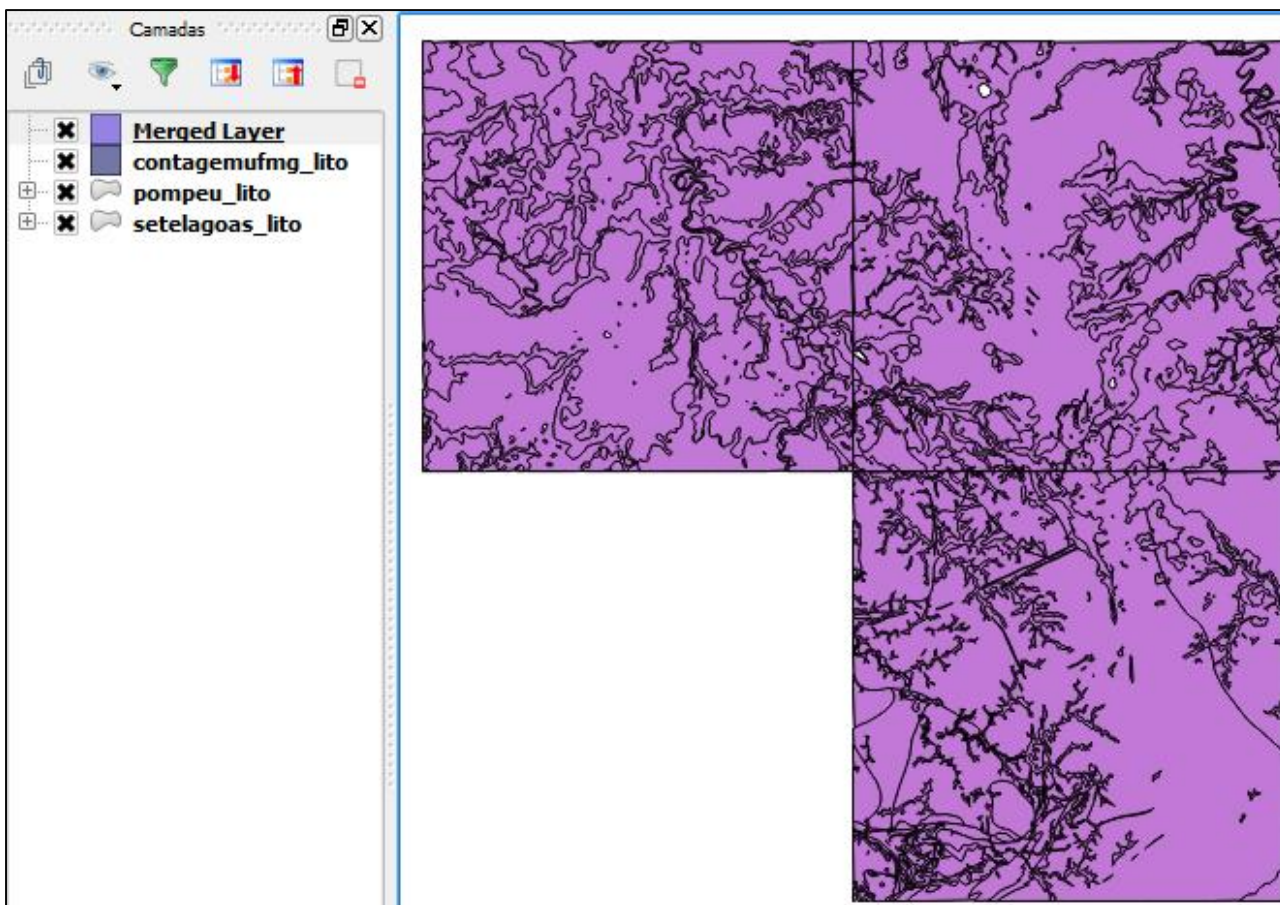 Camadas
Merged Layer
contagemufmg_lito
pompeu_lito
setelagoas_lito